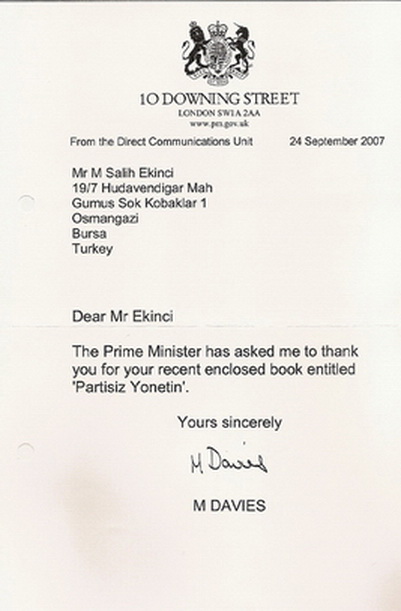 10 DOWNING STREET
LONDON SW1A 2AA
www.pm.gov.uk
From the Direct Communications Unit 24 September 2007
Mr M Salih Ekinci
19/7 Hudavendigar Mah
Gumus Sok Kobaklar 1
Osmangazi
Bursa
Turkey
Dear Mr Ekinci
The Prime Minister has asked me to thank
you for your recent enclosed book entitled
'Partisiz Yonetin'.
Yours sincerely
M Davies
M DAVIES